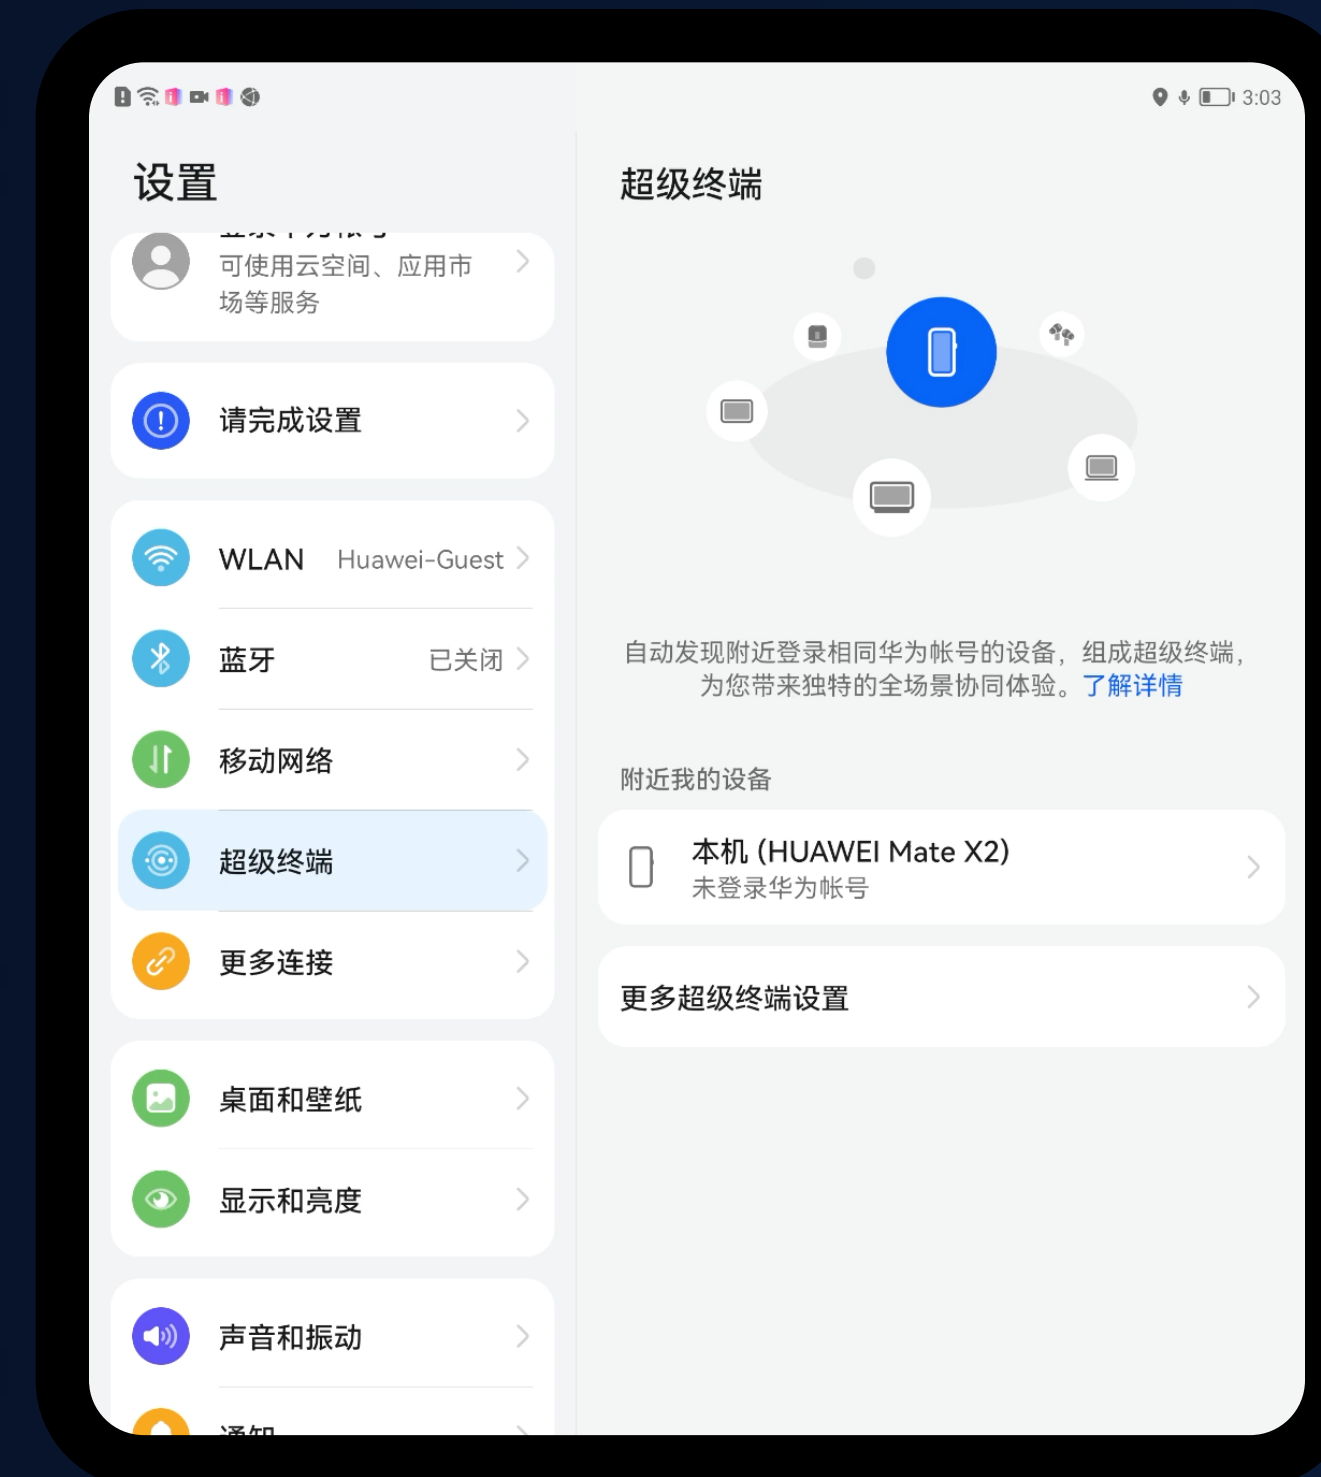 3:03
设置
可使用云空间、应用市
场等服务
请完成设置
WLAN Huawei-Guest
蓝牙 已关闭
移动网络
超级终端
更多连接
桌面和壁纸
显示和亮度
声音和振动
通知
超级终端
自动发现附近登录相同华为帐号的设备，组成超级终端，
为您带来独特的全场景协同体验。了解详情
附近我的设备
本机 (HUAWEI Mate X2)
未登录华为帐号
更多超级终端设置